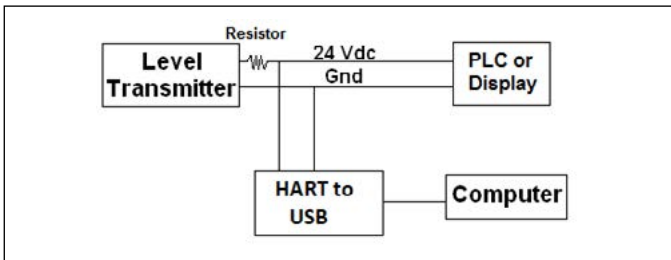 Resistor
Level
Transmitter
24 Vdc
Gnd
PLC or
Display
HART to
USB
Computer